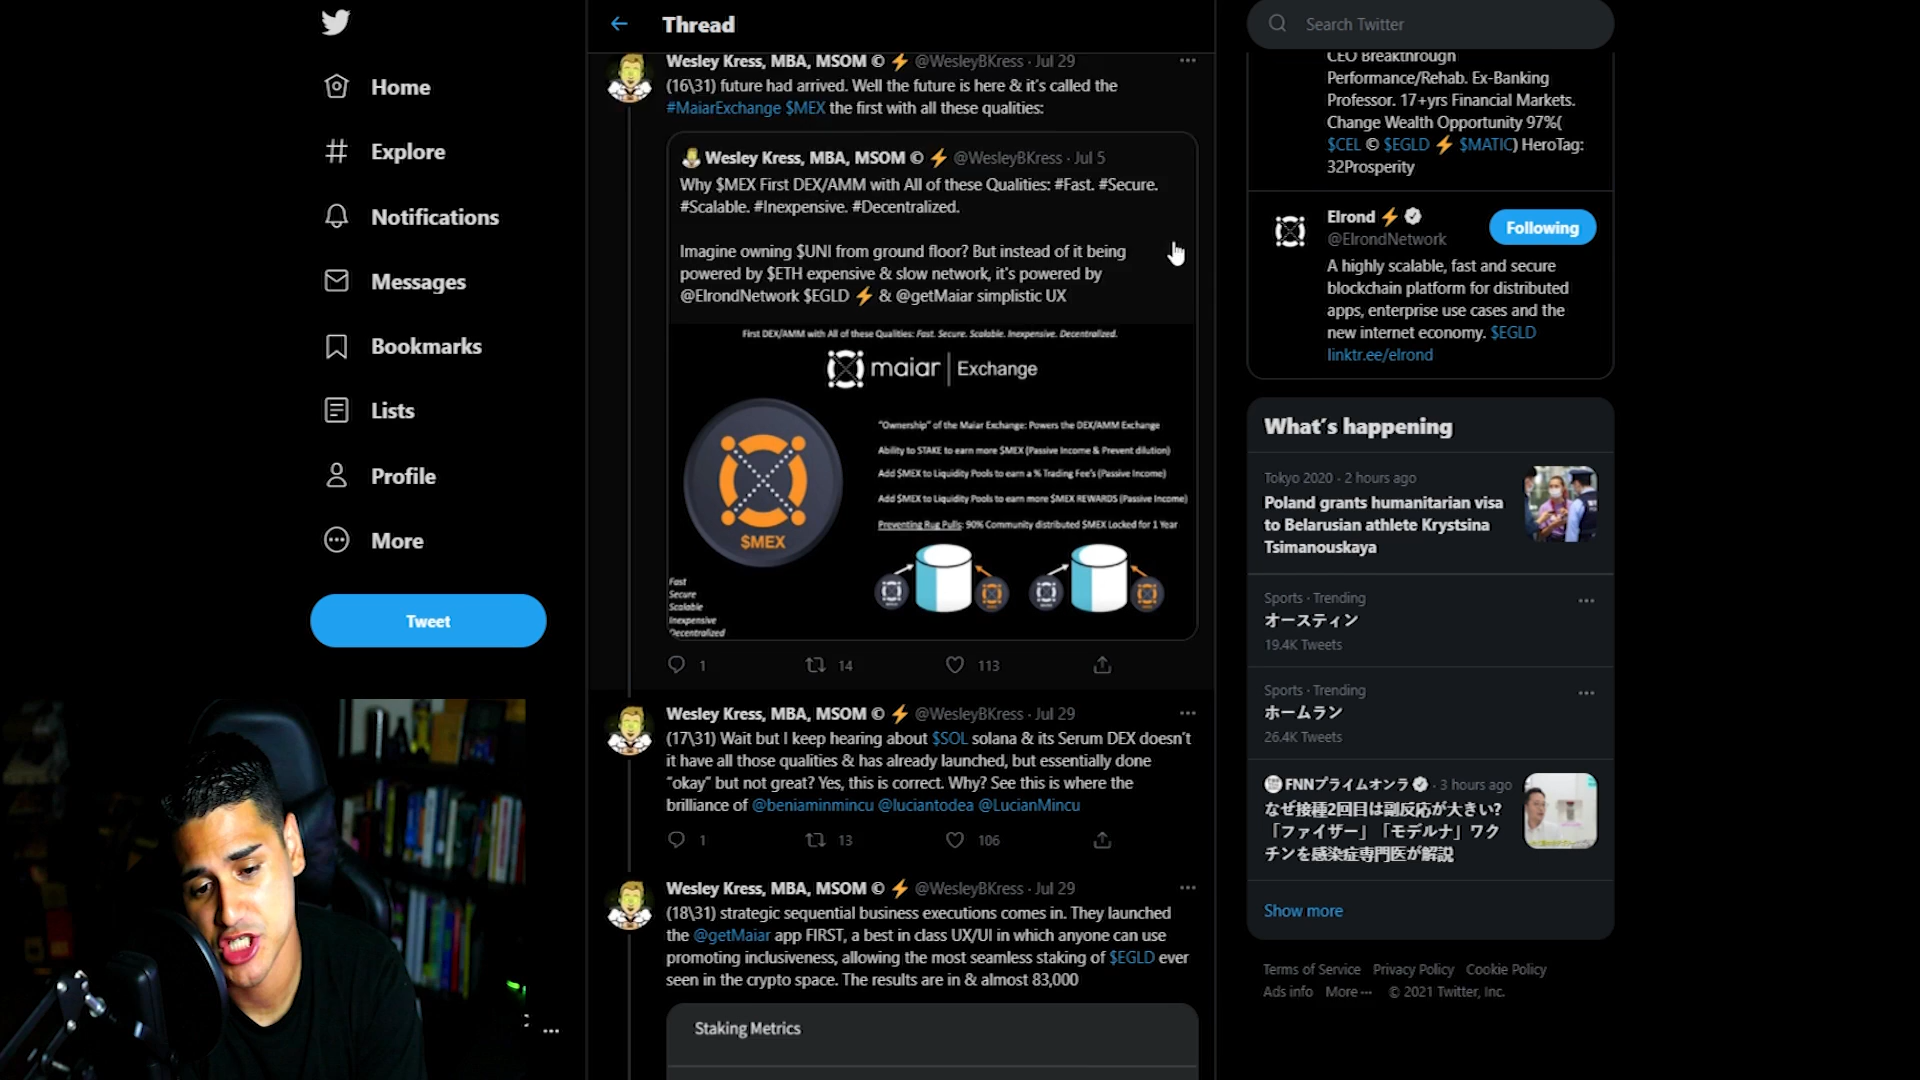 Home
Explore
Notifications
Messages
Bookmarks
Lists
Profile
More
Tweet
Thread
Wesley Kress, MBA, MSOM © ⚡ @WesleyBKress · Jul 29
(16\31) future had arrived. Well the future is here & it's called the
#MaiarExchange $MEX the first with all these qualities:
Wesley Kress, MBA, MSOM © ⚡ @WesleyBKress · Jul 5
Why $MEX First DEX/AMM with All of these Qualities: #Fast. #Secure.
#Scalable. #Inexpensive. #Decentralized.
Imagine owning $UNI from ground floor? But instead of it being
powered by $ETH expensive & slow network, it's powered by
@ElrondNetwork $EGLD ⚡ & @getMaiar simplistic UX
First DEX/AMM with All of these Qualities: Fast. Secure. Scalable. Inexpensive. Decentralized.
maiar | Exchange
"Ownership" of the Maiar Exchange: Powers the DEX/AMM Exchange
Ability to STAKE to earn more $MEX (Passive Income & Prevent dilution)
Add $MEX to Liquidity Pools to earn a % Trading Fee's (Passive Income)
Add $MEX to Liquidity Pools to earn more $MEX REWARDS (Passive Income)
Preventing Rug Pulls: 90% Community distributed $MEX Locked for 1 Year
$MEX
Fast
Secure
Scalable
Inexpensive
Decentralized
1 14 113
Wesley Kress, MBA, MSOM © ⚡ @WesleyBKress · Jul 29
(17\31) Wait but I keep hearing about $SOL solana & its Serum DEX doesn't
it have all those qualities & has already launched, but essentially done
"okay" but not great? Yes, this is correct. Why? See this is where the
brilliance of @beniaminmincu @luciantodea @LucianMincu
1 13 106
Wesley Kress, MBA, MSOM © ⚡ @WesleyBKress · Jul 29
(18\31) strategic sequential business executions comes in. They launched
the @getMaiar app FIRST, a best in class UX/UI in which anyone can use
promoting inclusiveness, allowing the most seamless staking of $EGLD ever
seen in the crypto space. The results are in & almost 83,000
Staking Metrics
Search Twitter
CEO Breakthrough
Performance/Rehab. Ex-Banking
Professor. 17+yrs Financial Markets.
Change Wealth Opportunity 97%(
$CEL © $EGLD ⚡ $MATIC) HeroTag:
32Prosperity
Elrond ⚡
Following
@ElrondNetwork
A highly scalable, fast and secure
blockchain platform for distributed
apps, enterprise use cases and the
new internet economy. $EGLD
linktr.ee/elrond
What's happening
Tokyo 2020 · 2 hours ago
Poland grants humanitarian visa
to Belarusian athlete Krystsina
Tsimanouskaya
Sports · Trending
オースティン
19.4K Tweets
Sports · Trending
ホームラン
26.4K Tweets
FNNプライムオンラ · 3 hours ago
なぜ接種2回目は副反応が大きい?
「ファイザー」「モデルナ」ワク
チンを感染症専門医が解説
Show more
Terms of Service Privacy Policy Cookie Policy
Ads info More ··· © 2021 Twitter, Inc.